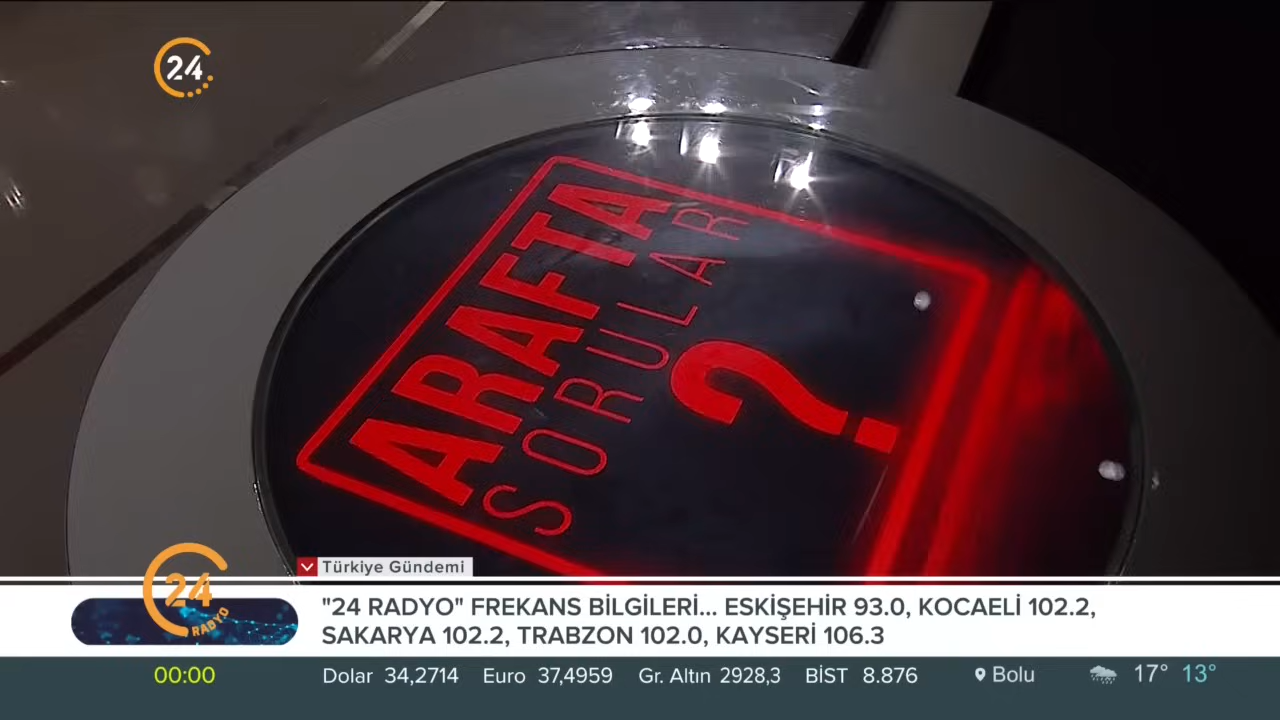 24
ARAFTA
SORULAR
?
Türkiye Gündemi
24
RADYO
"24 RADYO" FREKANS BİLGİLERİ... ESKİŞEHİR 93.0, KOCAELİ 102.2,
SAKARYA 102.2, TRABZON 102.0, KAYSERİ 106.3
00:00 Dolar 34,2714 Euro 37,4959 Gr. Altın 2928,3 BİST 8.876 Bolu 17° 13°